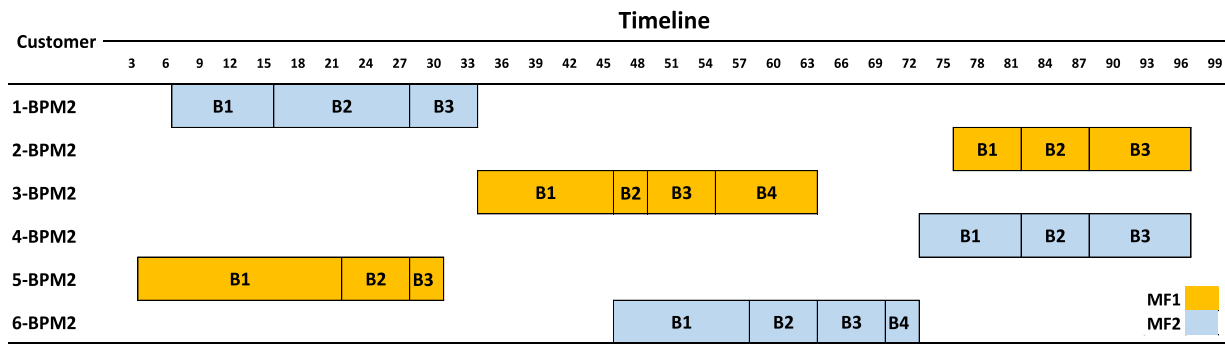 Timeline
Customer
3 6 9 12 15 18 21 24 27 30 33 36 39 42 45 48 51 54 57 60 63 66 69 72 75 78 81 84 87 90 93 96 99
1-BPM2 B1 B2 B3
2-BPM2 B1 B2 B3
3-BPM2 B1 B2 B3 B4
4-BPM2 B1 B2 B3
5-BPM2 B1 B2 B3
MF1
6-BPM2 B1 B2 B3 B4
MF2